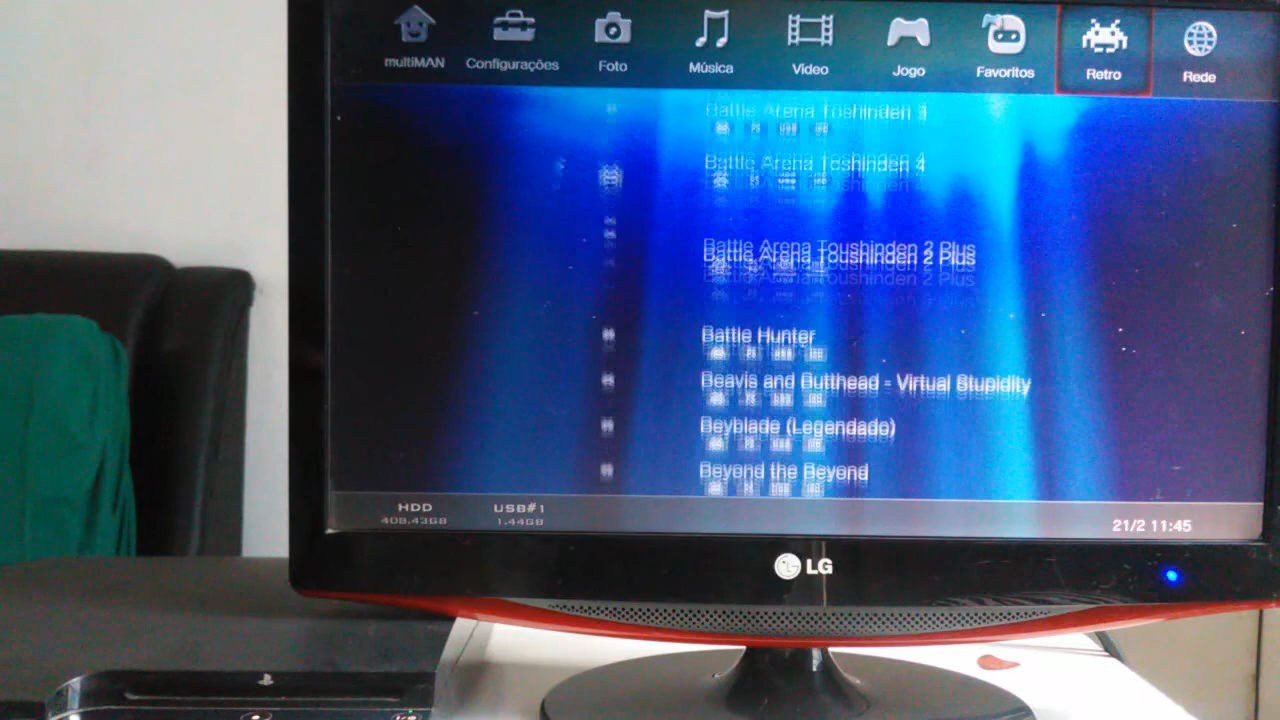 multiMAN Configurações Foto Música Video Jogo Favoritos Retro Rede
Battle Arena Toshinden 3
Battle Arena Toshinden 4
Battle Arena Toushinden 2 Plus
Battle Hunter
Beavis and Butthead - Virtual Stupidity
Beyblade (Legendado)
Beyond the Beyond
HDD USB#1
409.43GB 1.44GB
21/2 11:45
LG